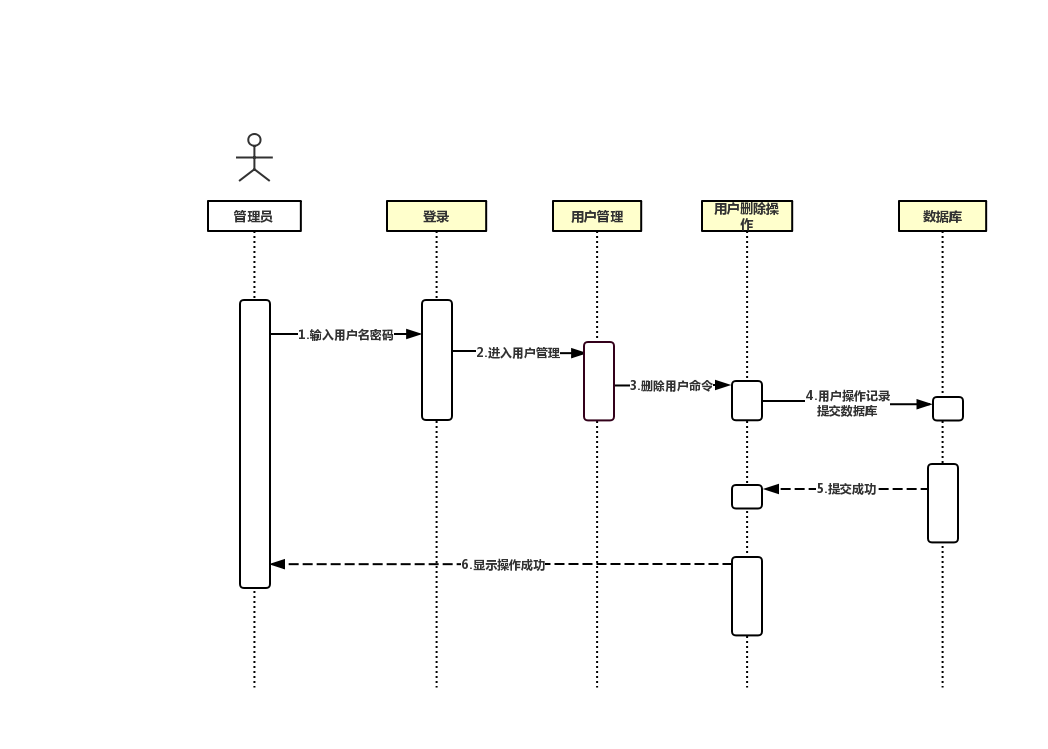 管理员
登录
用户管理
用户删除操
作
数据库
1.输入用户名密码
2.进入用户管理
3.删除用户命令
4.用户操作记录
提交数据库
5.提交成功
6.显示操作成功